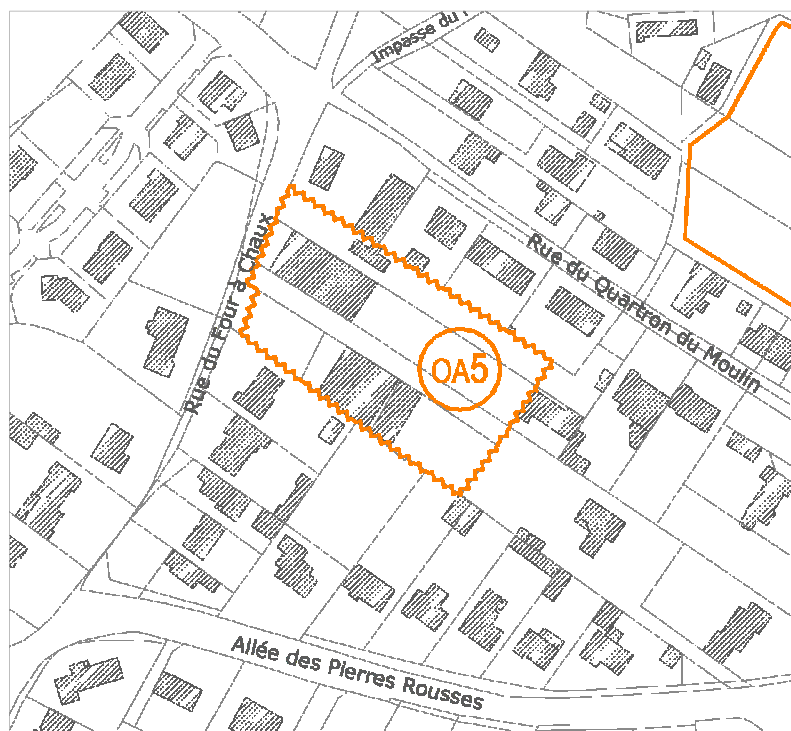 Impasse du
Rue du Quartron du Moulin
Rue du Four à Chaux
OA5
Allée des Pierres Rousses